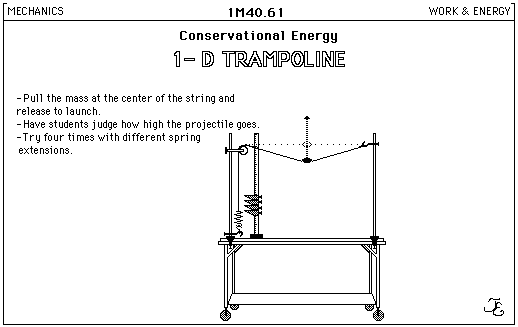 MECHANICS
1M40.61
WORK & ENERGY
Conservational Energy
1- D TRAMPOLINE
-Pull the mass at the center of the string and
release to launch.
-Have students judge how high the projectile goes.
-Try four times with different spring
extensions.